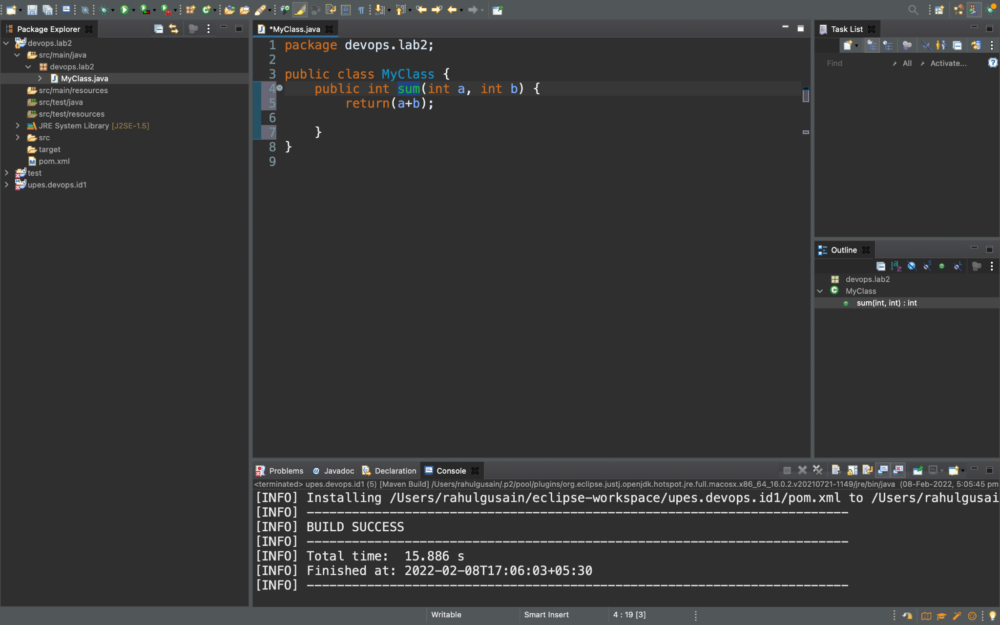 Package Explorer
devops.lab2
src/main/java
devops.lab2
MyClass.java
src/main/resources
src/test/java
src/test/resources
JRE System Library [J2SE-1.5]
src
target
pom.xml
test
upes.devops.id1
*MyClass.java
1 package devops.lab2;
2
3 public class MyClass {
4 public int sum(int a, int b) {
5 return(a+b);
6
7 }
8 }
9
Task List
Find All Activate...
Outline
devops.lab2
MyClass
sum(int, int) : int
Problems Javadoc Declaration Console
<terminated> upes.devops.id1 (5) [Maven Build] /Users/rahulgusain/.p2/pool/plugins/org.eclipse.justj.openjdk.hotspot.jre.full.macosx.x86_64_16.0.2.v20210721-1149/jre/bin/java (08-Feb-2022, 5:05:45 pm
[INFO] Installing /Users/rahulgusain/eclipse-workspace/upes.devops.id1/pom.xml to /Users/rahulgusai
[INFO] ------------------------------------------------------------------------
[INFO] BUILD SUCCESS
[INFO] ------------------------------------------------------------------------
[INFO] Total time:  15.886 s
[INFO] Finished at: 2022-02-08T17:06:03+05:30
[INFO] ------------------------------------------------------------------------
Writable Smart Insert 4 : 19 [3]